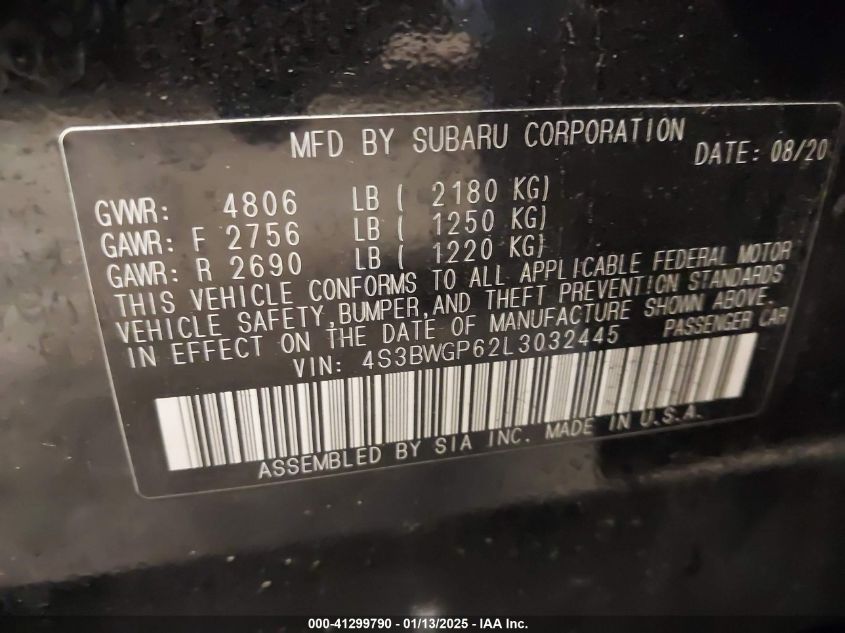 MFD BY SUBARU CORPORATION
DATE: 08/20
GVWR: 4806 LB ( 2180 KG)
GAWR: F 2756 LB ( 1250 KG)
GAWR: R 2690 LB ( 1220 KG)
THIS VEHICLE CONFORMS TO ALL APPLICABLE FEDERAL MOTOR
VEHICLE SAFETY,BUMPER,AND THEFT PREVENTION STANDARDS
IN EFFECT ON THE DATE OF MANUFACTURE SHOWN ABOVE.
VIN: 4S3BWGP62L3032445 PASSENGER CAR
ASSEMBLED BY SIA INC. MADE IN U.S.A.
000-41299790 - 01/13/2025 - IAA Inc.